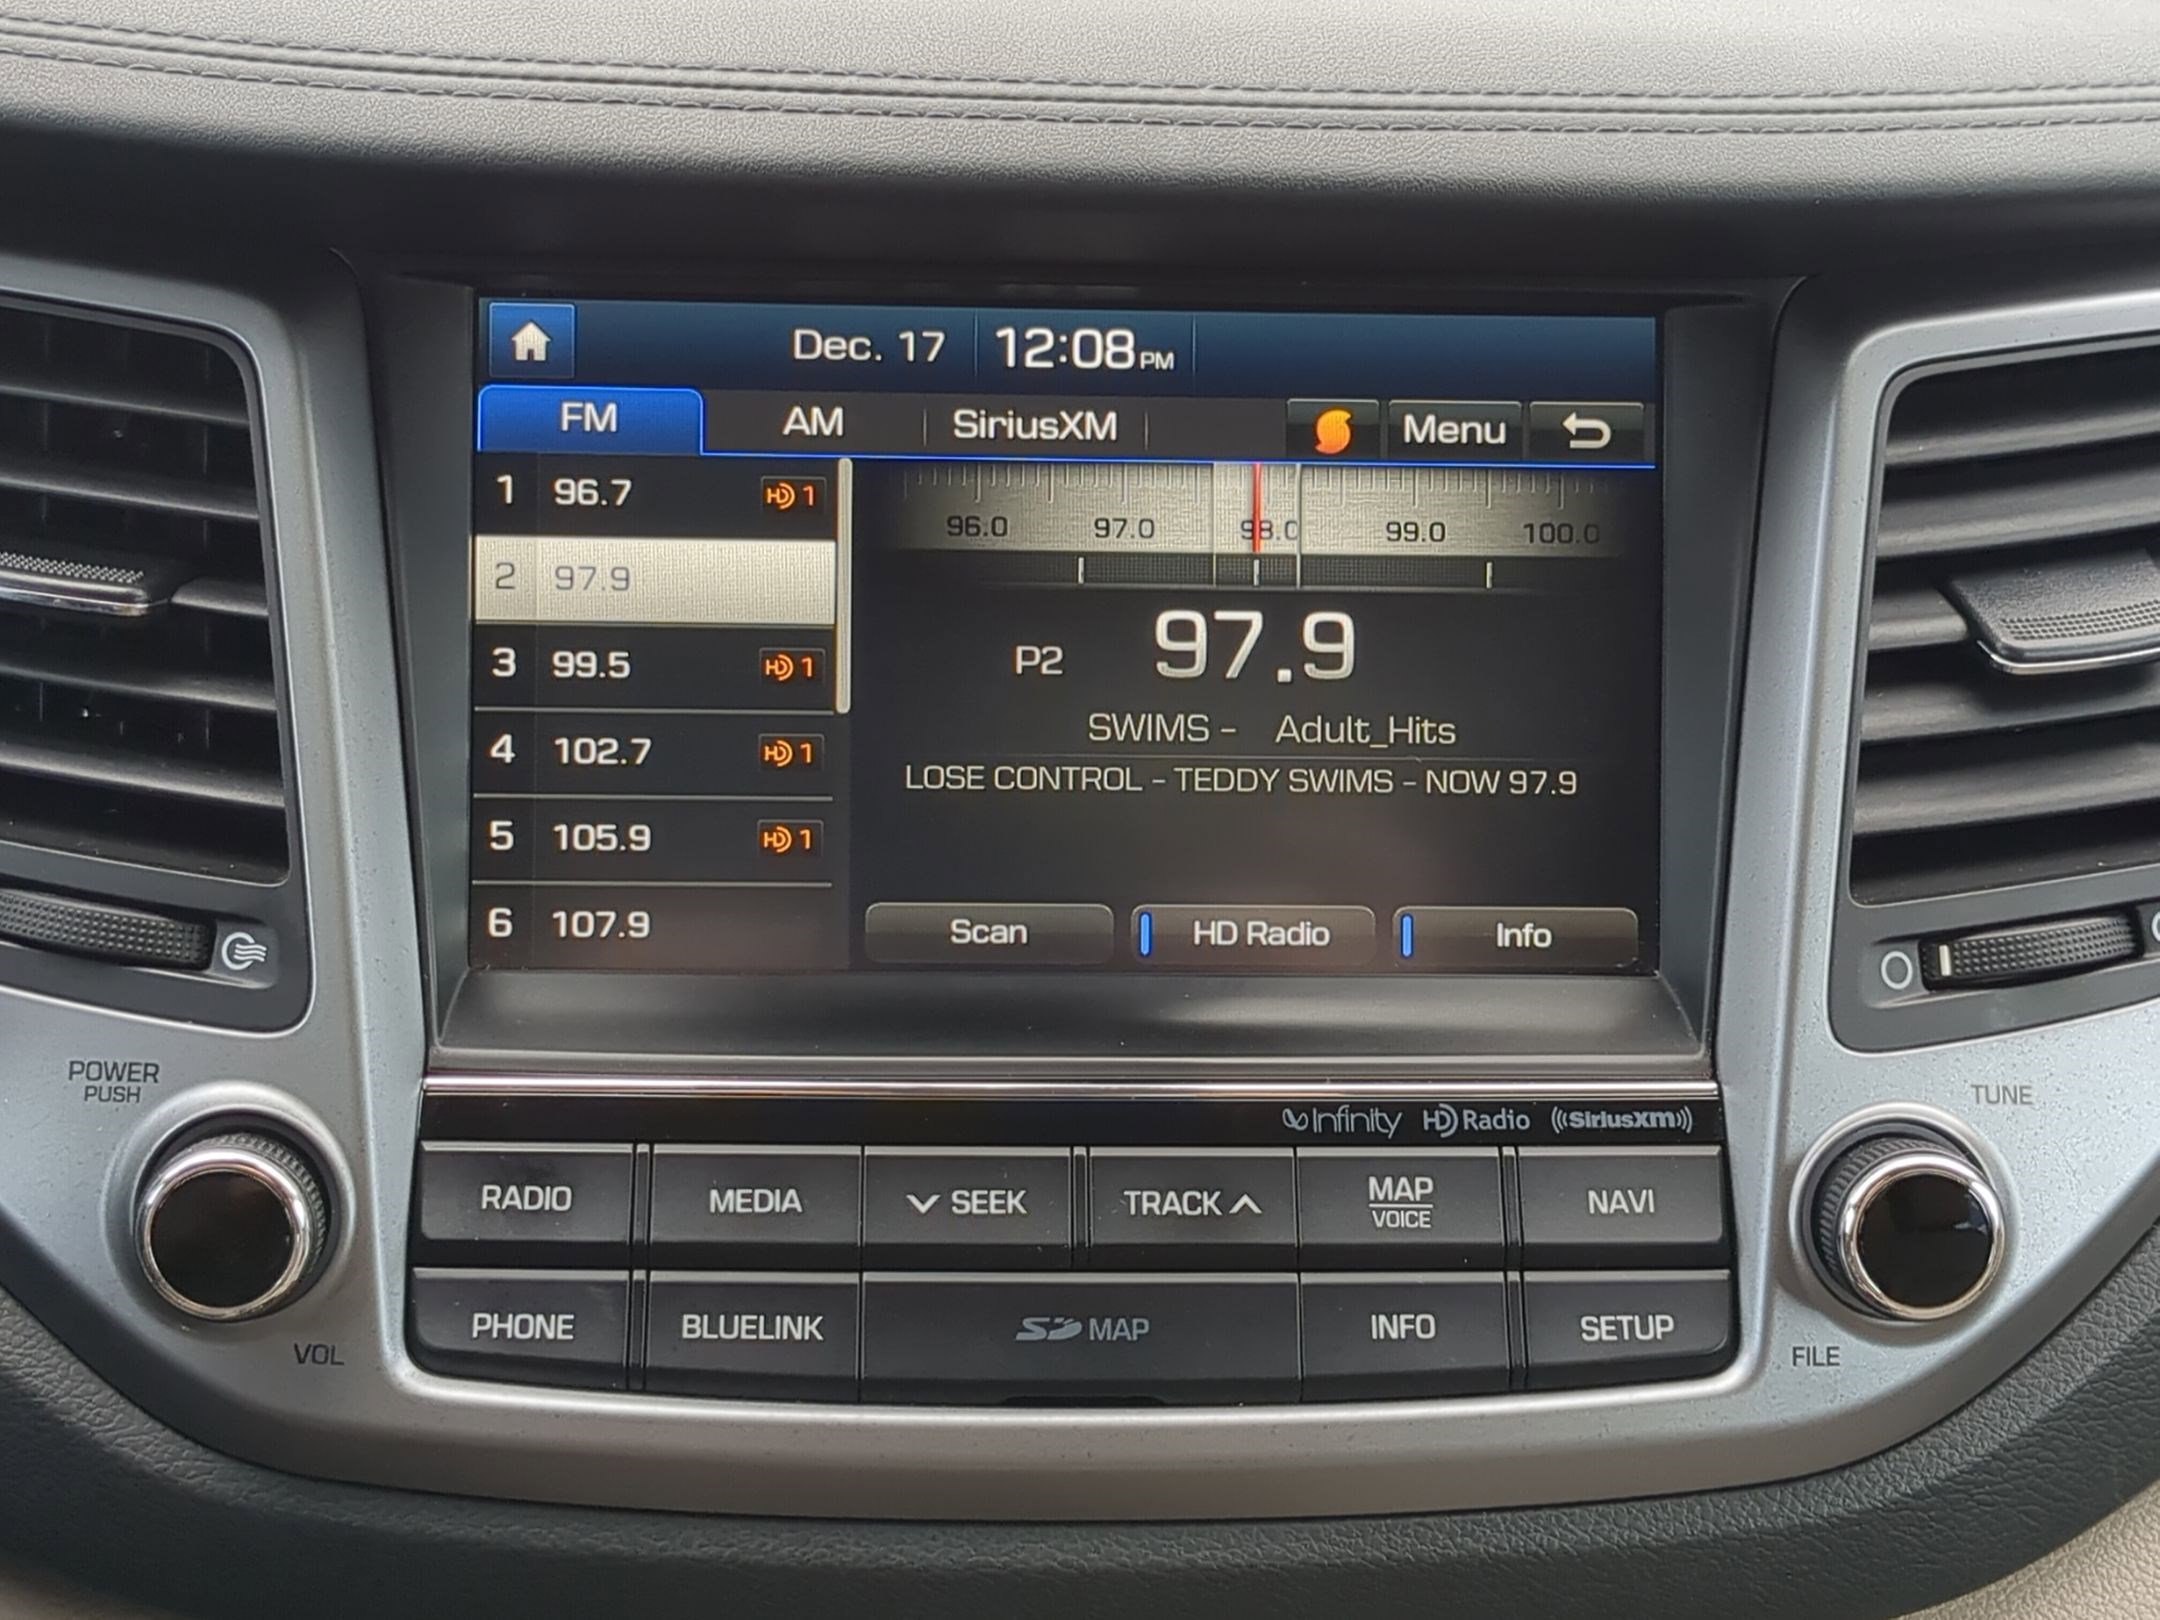 Dec. 17 12:08 PM
FM AM SiriusXM Menu
1 96.7 HD 1
2 97.9
3 99.5 HD 1
4 102.7 HD 1
5 105.9 HD 1
6 107.9
96.0 97.0 98.0 99.0 100.0
P2 97.9
SWIMS - Adult_Hits
LOSE CONTROL - TEDDY SWIMS - NOW 97.9
Scan HD Radio Info
POWER
PUSH
VOL
TUNE
FILE
Infinity HD Radio ((SiriusXM))
RADIO MEDIA SEEK TRACK MAP NAVI
VOICE
PHONE BLUELINK SD MAP INFO SETUP